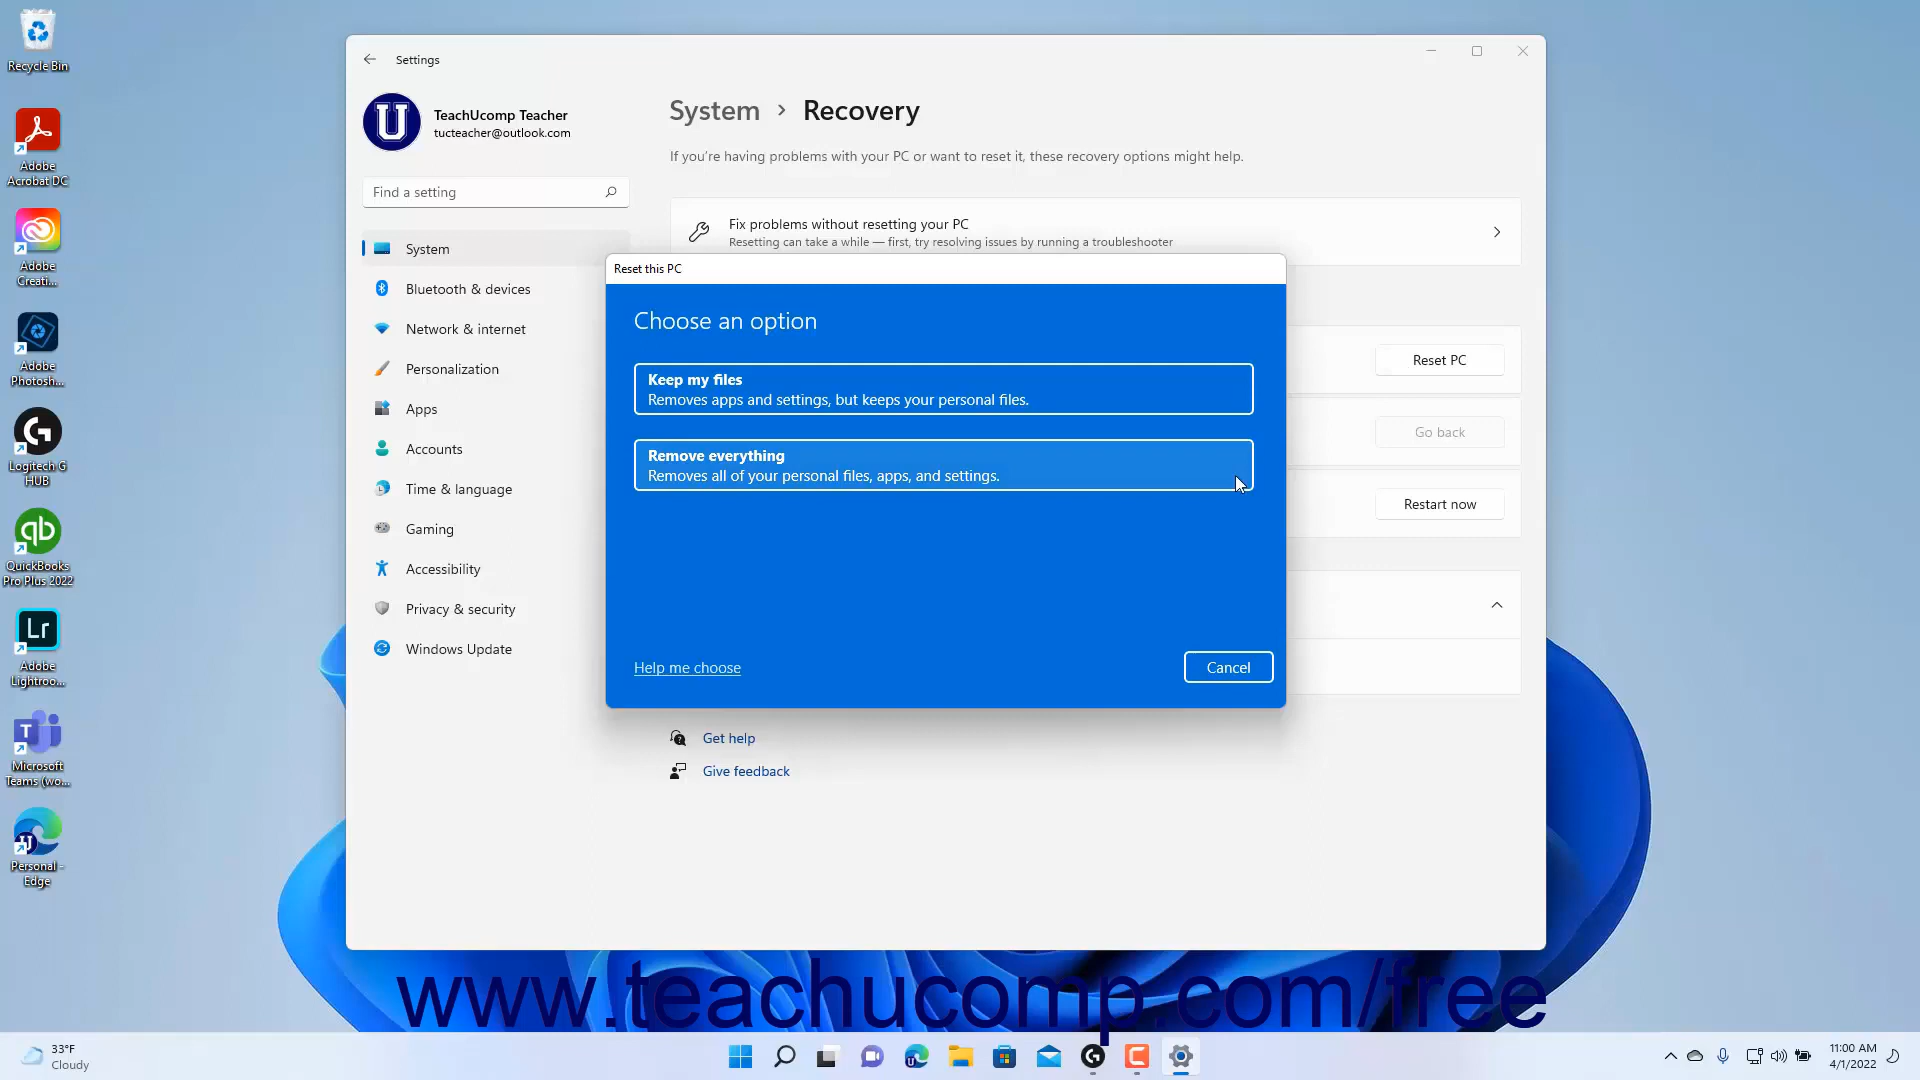 Recycle Bin
Adobe
Acrobat DC
Adobe
Creati...
Adobe
Photosh...
Logitech G
HUB
QuickBooks
Pro Plus 2022
Lr
Adobe
Lightroo...
Microsoft
Teams (wo...
Personal -
Edge
Settings
TeachUcomp Teacher
tucteacher@outlook.com
Find a setting
System
Bluetooth & devices
Network & internet
Personalization
Apps
Accounts
Time & language
Gaming
Accessibility
Privacy & security
Windows Update
System > Recovery
If you're having problems with your PC or want to reset it, these recovery options might help.
Fix problems without resetting your PC
Resetting can take a while — first, try resolving issues by running a troubleshooter
Reset PC
Go back
Restart now
Reset this PC
Choose an option
Keep my files
Removes apps and settings, but keeps your personal files.
Remove everything
Removes all of your personal files, apps, and settings.
Help me choose
Cancel
Get help
Give feedback
www.teachucomp.com/free
33°F
Cloudy
11:00 AM
4/1/2022